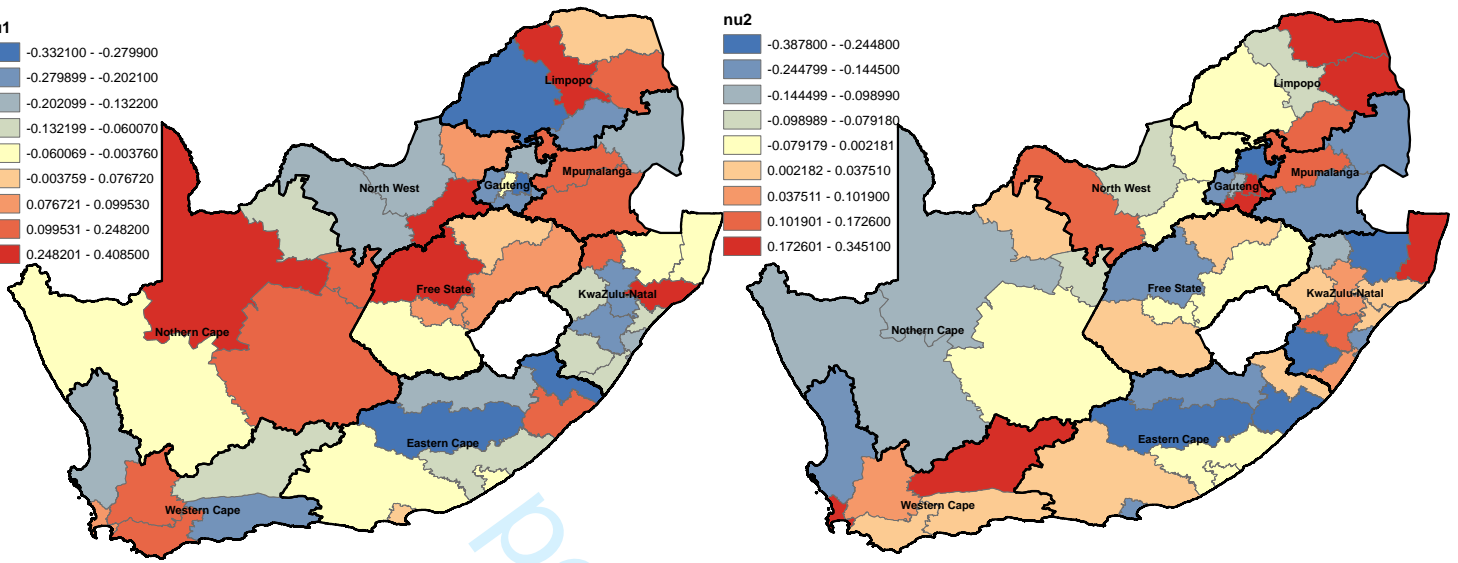 nu2
-0.332100 - -0.279900
-0.279899 - -0.202100
-0.202099 - -0.132200
-0.132199 - -0.060070
-0.060069 - -0.003760
-0.003759 - 0.076720
0.076721 - 0.099530
0.099531 - 0.248200
0.248201 - 0.408500
Limpopo
North West
Gauteng
Mpumalanga
Free State
KwaZulu-Natal
Nothern Cape
Eastern Cape
Western Cape
-0.387800 - -0.244800
-0.244799 - -0.144500
-0.144499 - -0.098990
-0.098989 - -0.079180
-0.079179 - 0.002181
0.002182 - 0.037510
0.037511 - 0.101900
0.101901 - 0.172600
0.172601 - 0.345100
Limpopo
North West
Gauteng
Mpumalanga
Free State
KwaZulu-Natal
Nothern Cape
Eastern Cape
Western Cape